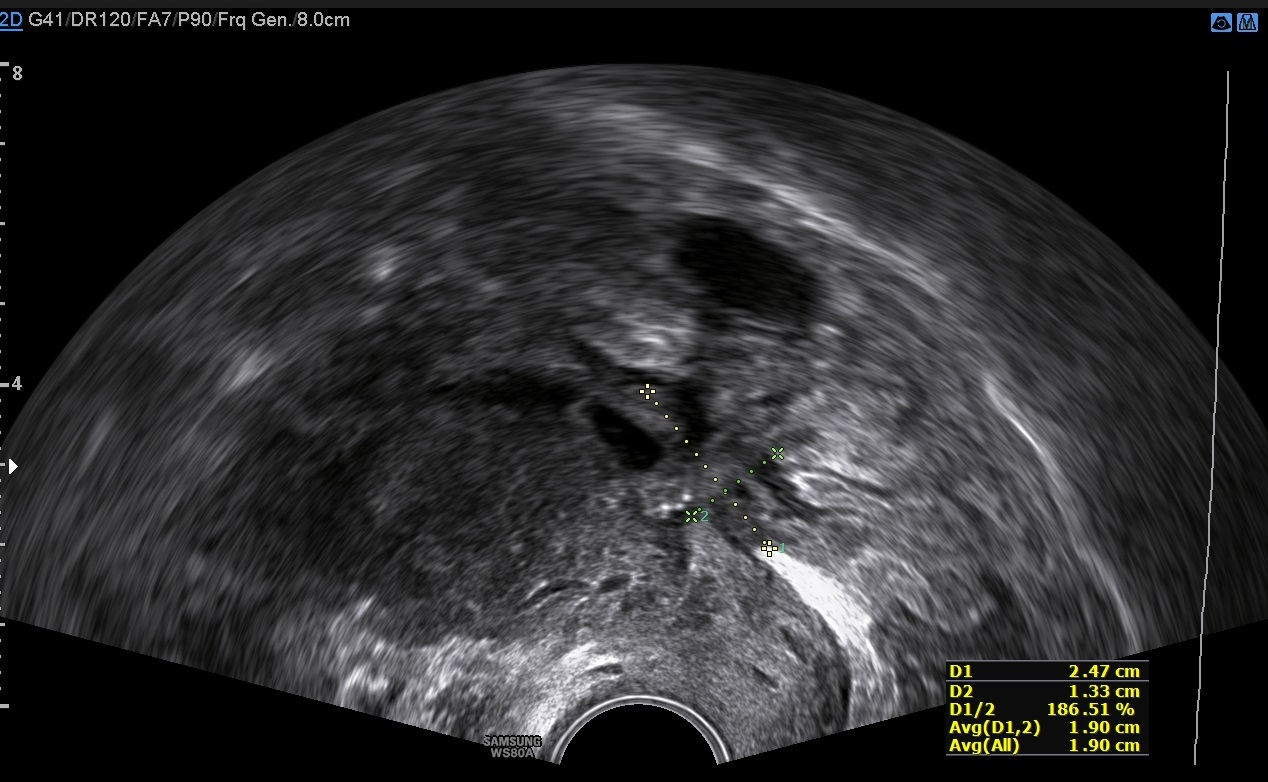 2D G41/DR120/FA7/P90/Frq Gen./8.0cm
M
8
4
2
1
D1 2.47 cm
D2 1.33 cm
D1/2 186.51 %
Avg(D1,2) 1.90 cm
Avg(All) 1.90 cm
SAMSUNG
WS80A